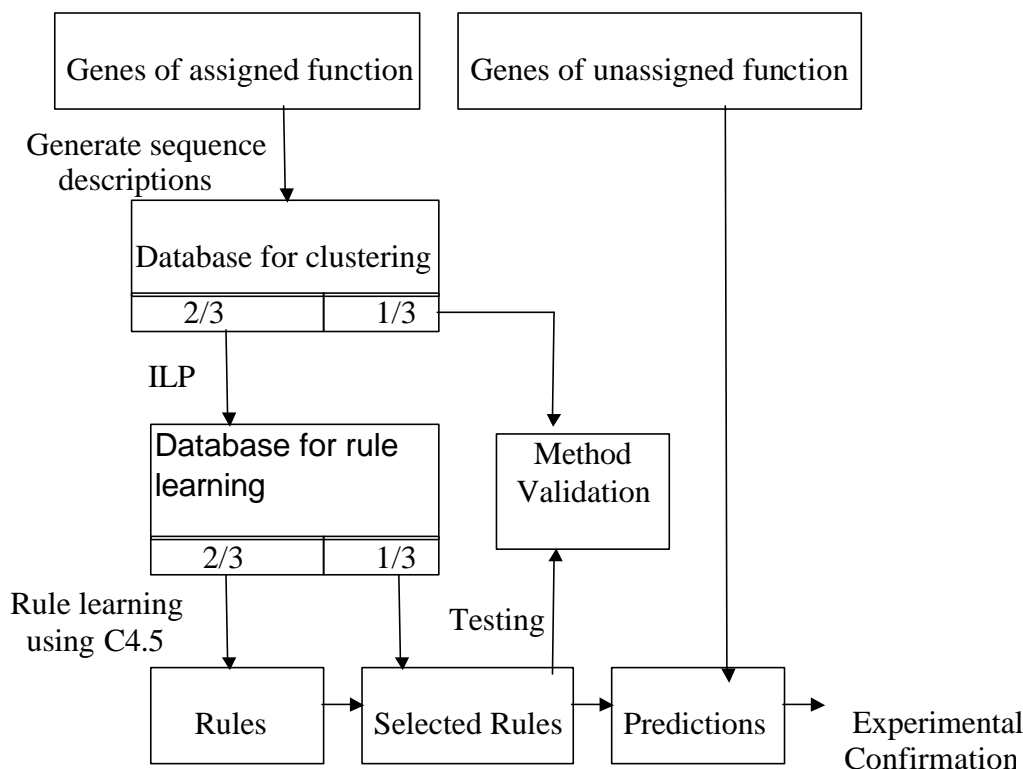 Genes of assigned function
Genes of unassigned function
Generate sequence
descriptions
Database for clustering
2/3
1/3
ILP
Database for rule
learning
2/3
1/3
Method
Validation
Rule learning
using C4.5
Testing
Rules
Selected Rules
Predictions
Experimental
Confirmation